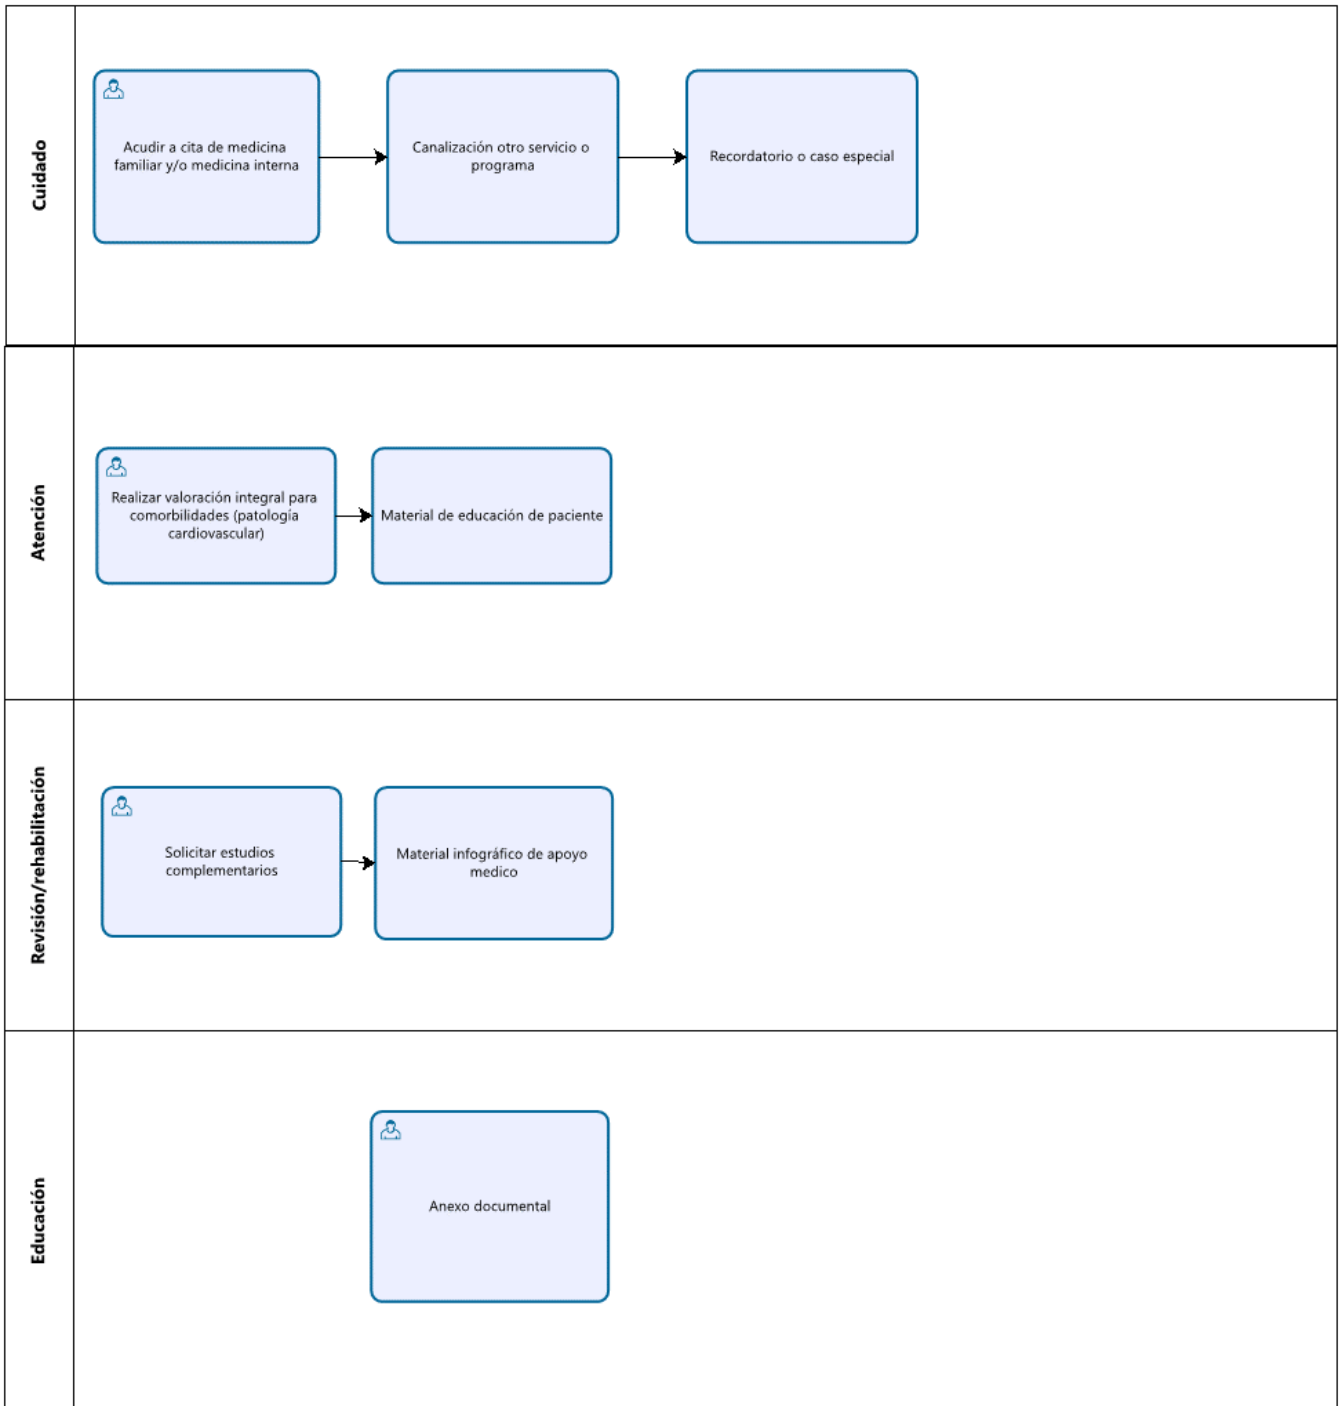 Cuidado
Acudir a cita de medicina
familiar y/o medicina interna
Canalización otro servicio o
programa
Recordatorio o caso especial
Atención
Realizar valoración integral para
comorbilidades (patología
cardiovascular)
Material de educación de paciente
Revisión/rehabilitación
Solicitar estudios
complementarios
Material infográfico de apoyo
medico
Educación
Anexo documental